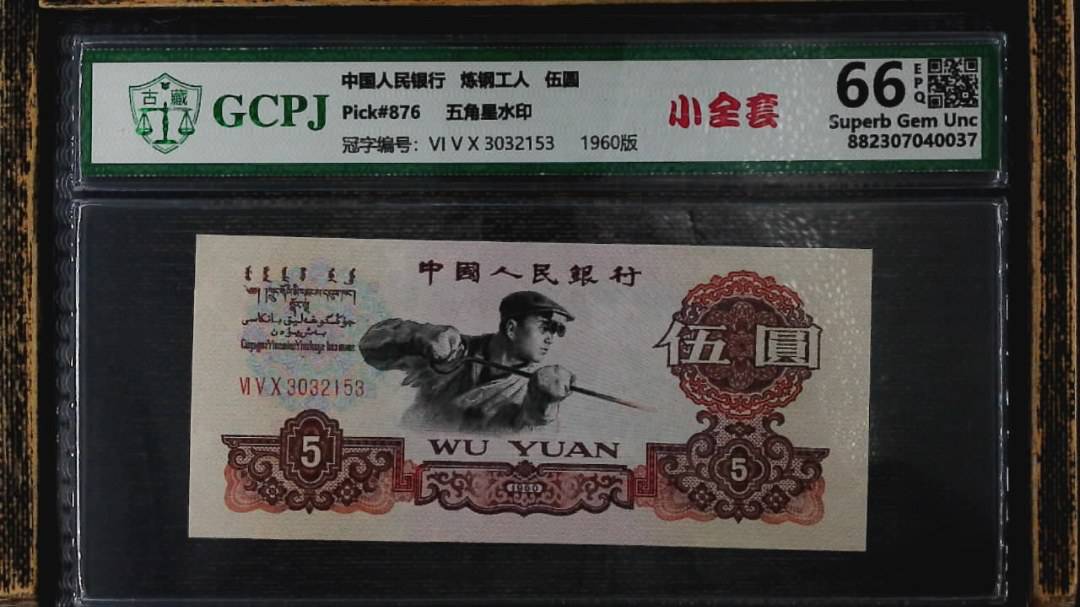 古 藏
GCPJ
中国人民银行 炼钢工人 伍圆
Pick#876 五角星水印
冠字编号: VI V X 3032153 1960版
小全套
66 EPQ
Superb Gem Unc
882307040037
中國人民銀行
VI V X 3032153
伍圓
WU YUAN
5
1960
5